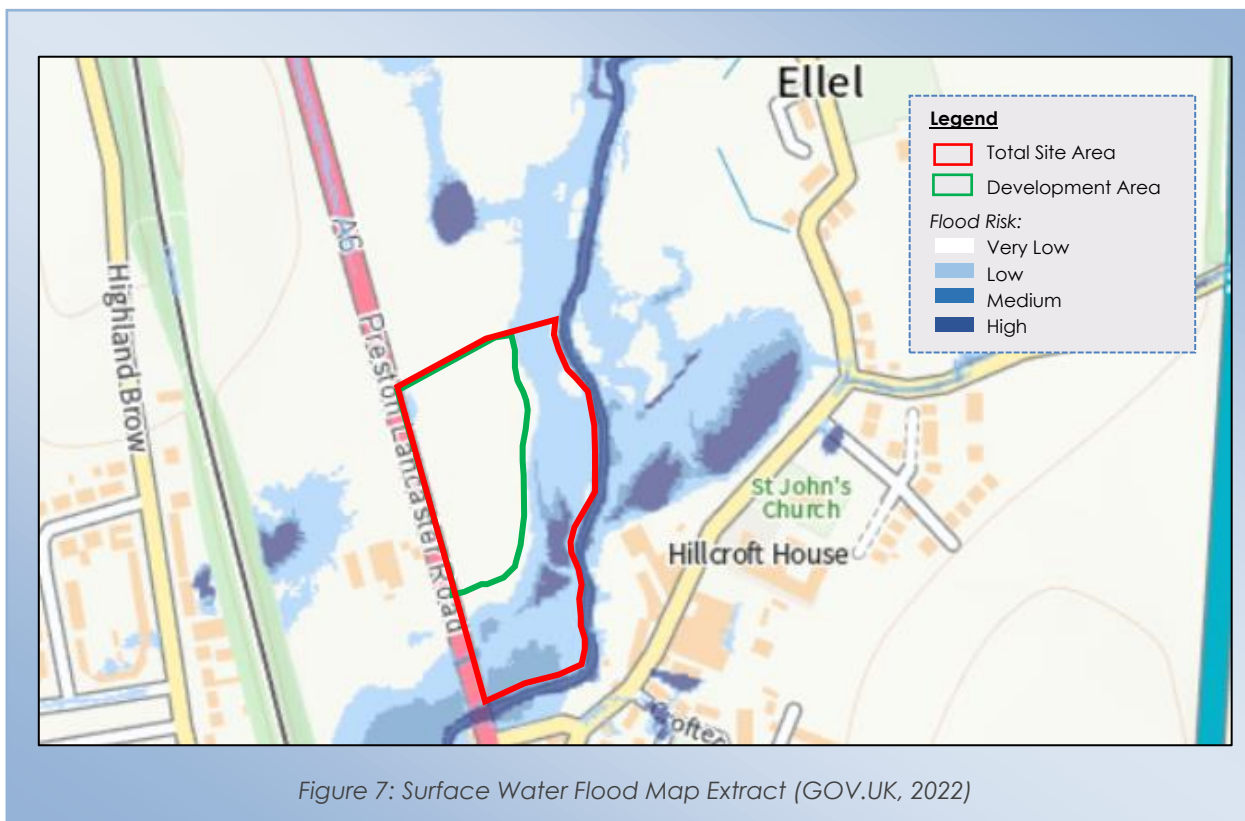 Ellel
Legend
Total Site Area
Development Area
Flood Risk:
Very Low
Low
Medium
High
A6
Preston Lancaster Road
Highland Brow
St John's
Church
Hillcroft House
Crofter
Figure 7: Surface Water Flood Map Extract (GOV.UK, 2022)